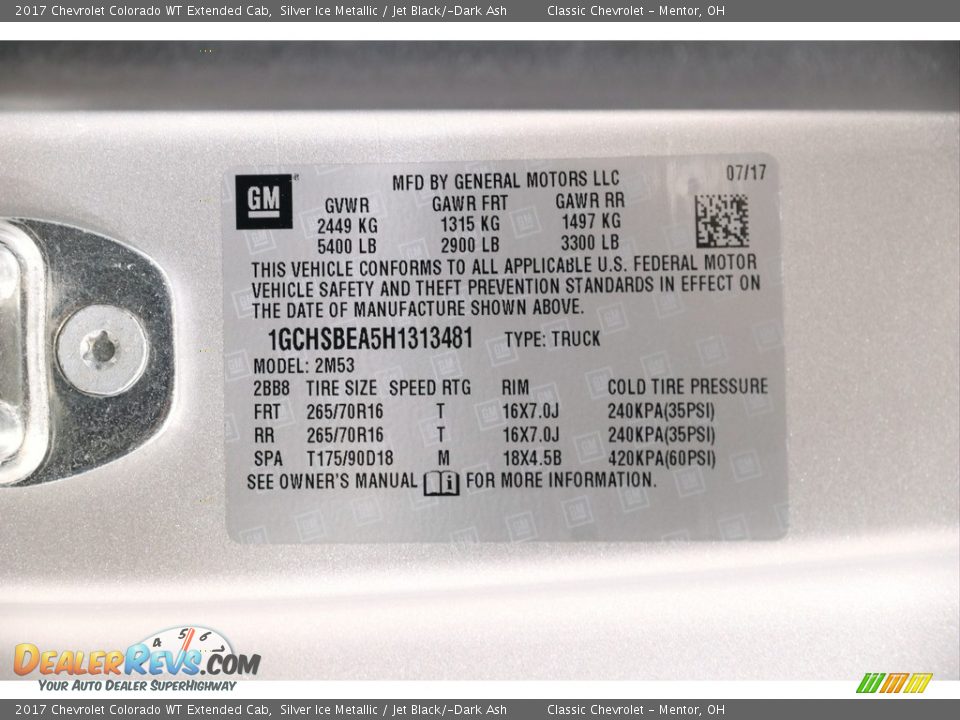 2017 Chevrolet Colorado WT Extended Cab, Silver Ice Metallic / Jet Black/-Dark Ash Classic Chevrolet - Mentor, OH
GM
MFD BY GENERAL MOTORS LLC 07/17
GVWR GAWR FRT GAWR RR
2449 KG 1315 KG 1497 KG
5400 LB 2900 LB 3300 LB
THIS VEHICLE CONFORMS TO ALL APPLICABLE U.S. FEDERAL MOTOR
VEHICLE SAFETY AND THEFT PREVENTION STANDARDS IN EFFECT ON
THE DATE OF MANUFACTURE SHOWN ABOVE.
1GCHSBEA5H1313481 TYPE: TRUCK
MODEL: 2M53
2BB8 TIRE SIZE SPEED RTG RIM COLD TIRE PRESSURE
FRT 265/70R16 T 16X7.0J 240KPA(35PSI)
RR 265/70R16 T 16X7.0J 240KPA(35PSI)
SPA T175/90D18 M 18X4.5B 420KPA(60PSI)
SEE OWNER'S MANUAL i FOR MORE INFORMATION.
4 5 6
DEALERREVS.COM
YOUR AUTO DEALER SUPERHIGHWAY
2017 Chevrolet Colorado WT Extended Cab, Silver Ice Metallic / Jet Black/-Dark Ash Classic Chevrolet - Mentor, OH